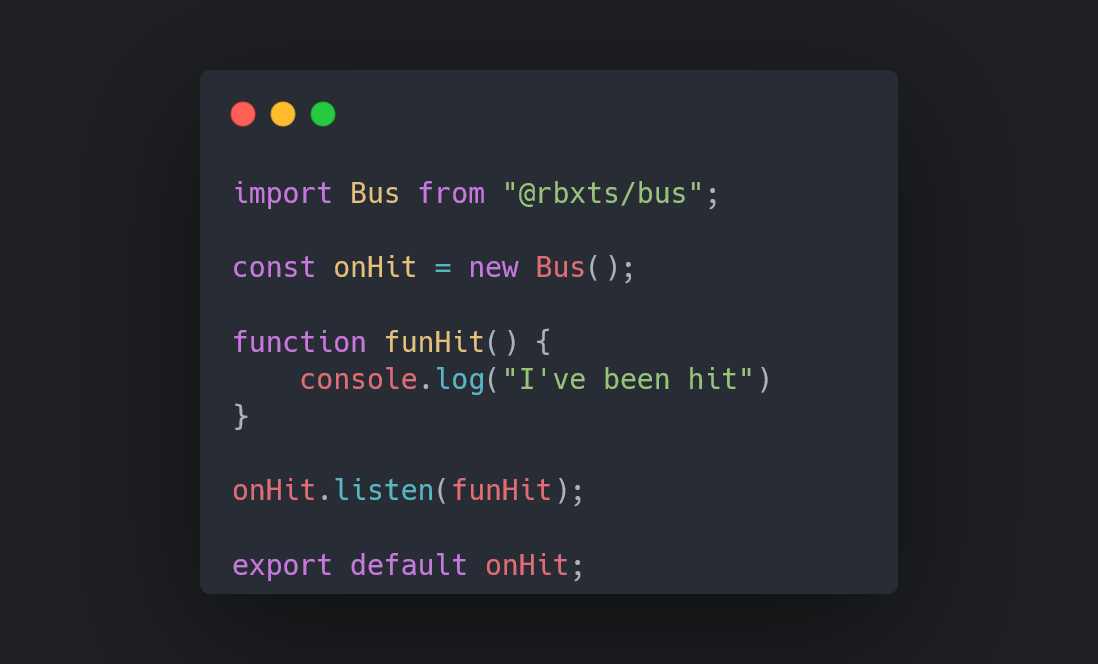 import Bus from "@rbxts/bus";
const onHit = new Bus();
function funHit() {
    console.log("I've been hit")
}
onHit.listen(funHit);
export default onHit;